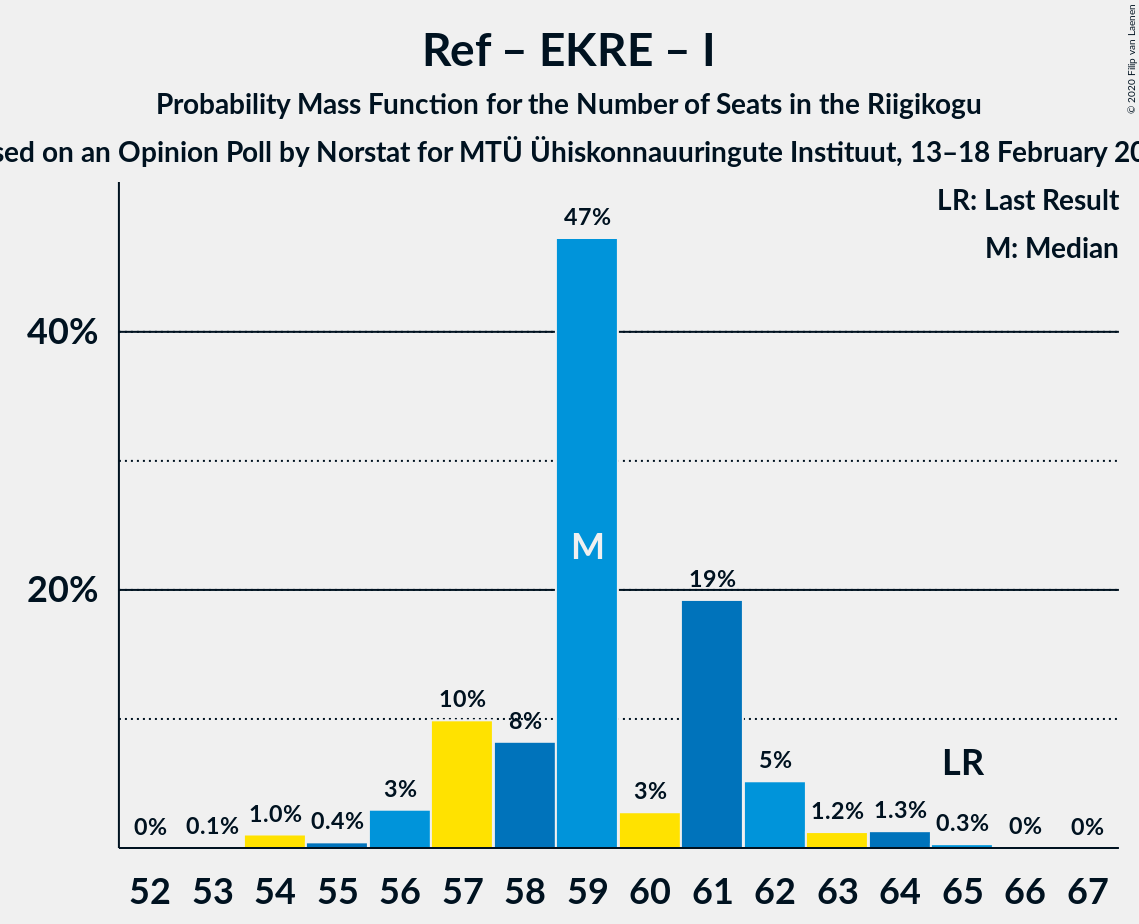 Ref – EKRE – I
Probability Mass Function for the Number of Seats in the Riigikogu
on an Opinion Poll by Norstat for MTÜ Ühiskonnauuringute Instituut, 13–18 February
© 2020 Filip van Laenen
LR: Last Result
M: Median
40%
20%
0%
0.1%
1.0%
0.4%
3%
10%
8%
47%
M
3%
19%
5%
1.2%
1.3%
LR
0.3%
0%
0%
52 53 54 55 56 57 58 59 60 61 62 63 64 65 66 67